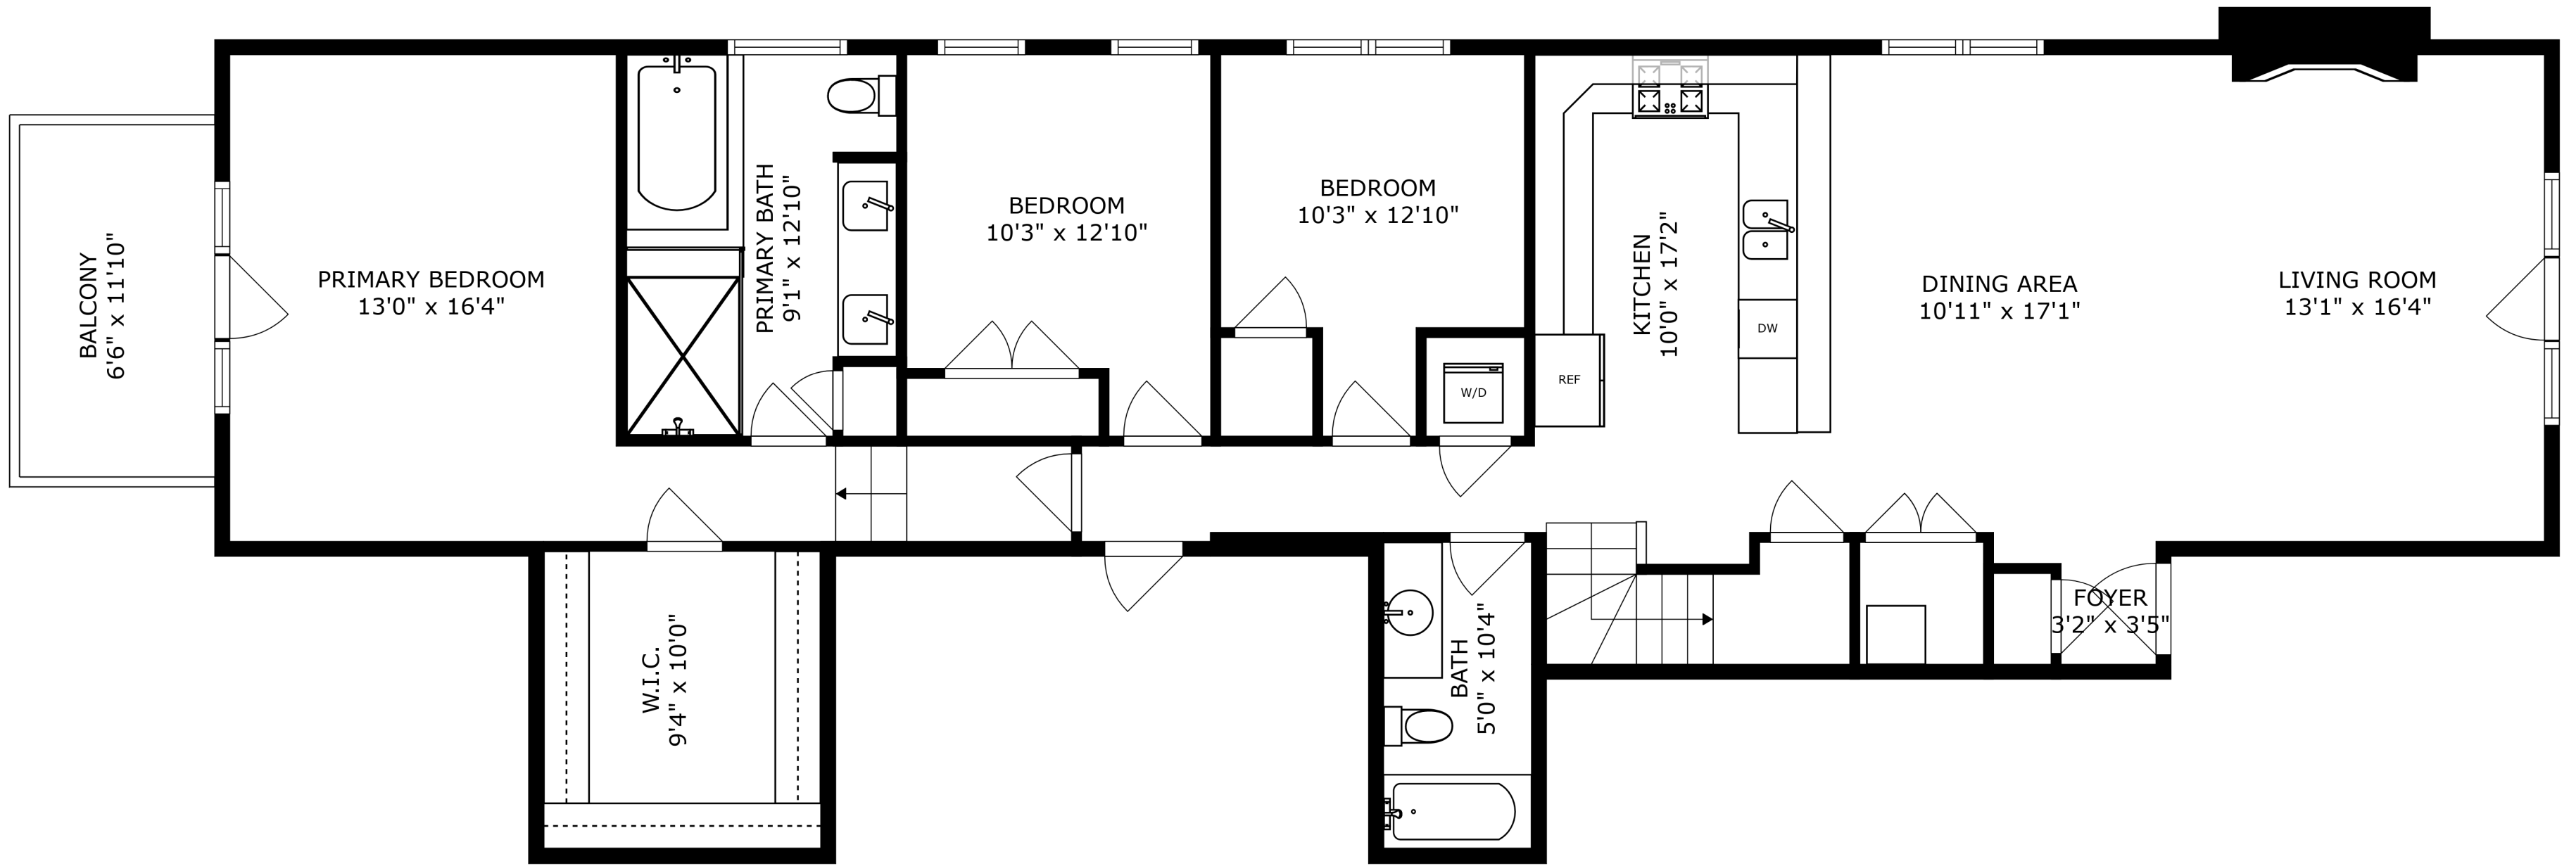 BALCONY
6'6" x 11'10"
PRIMARY BEDROOM
13'0" x 16'4"
PRIMARY BATH
9'1" x 12'10"
BEDROOM
10'3" x 12'10"
BEDROOM
10'3" x 12'10"
W/D
REF
KITCHEN
10'0" x 17'2"
DW
DINING AREA
10'11" x 17'1"
LIVING ROOM
13'1" x 16'4"
W.I.C.
9'4" x 10'0"
BATH
5'0" x 10'4"
FOYER
3'2" x 3'5"